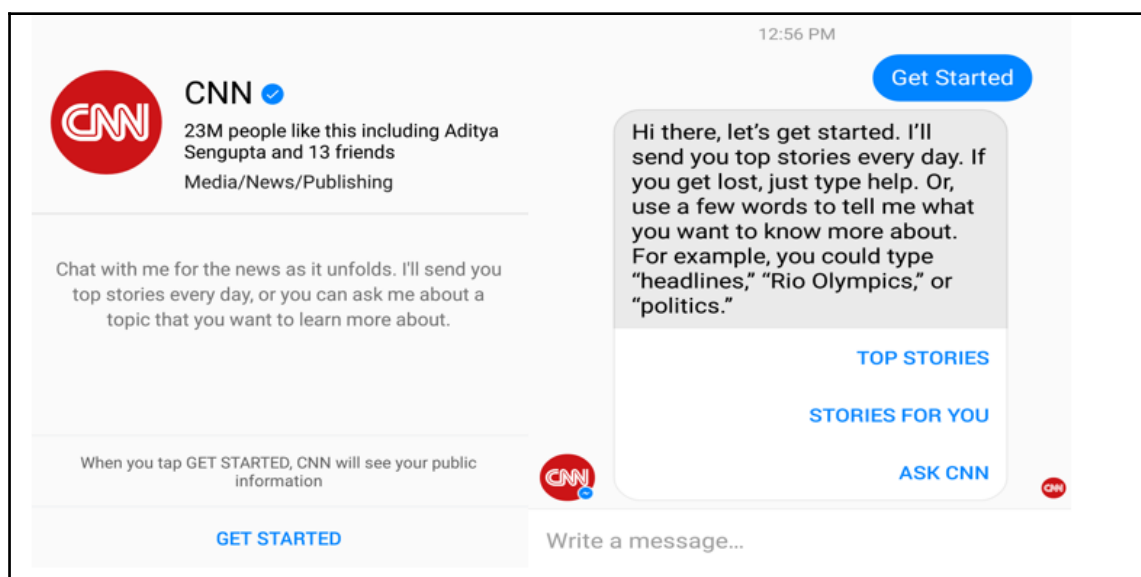 CNN
CNN
23M people like this including Aditya
Sengupta and 13 friends
Media/News/Publishing
Chat with me for the news as it unfolds. I'll send you
top stories every day, or you can ask me about a
topic that you want to learn more about.
When you tap GET STARTED, CNN will see your public
information
GET STARTED
12:56 PM
Get Started
Hi there, let’s get started. I’ll
send you top stories every day. If
you get lost, just type help. Or,
use a few words to tell me what
you want to know more about.
For example, you could type
“headlines,” “Rio Olympics,” or
“politics.”
TOP STORIES
STORIES FOR YOU
ASK CNN
CNN
CNN
Write a message...